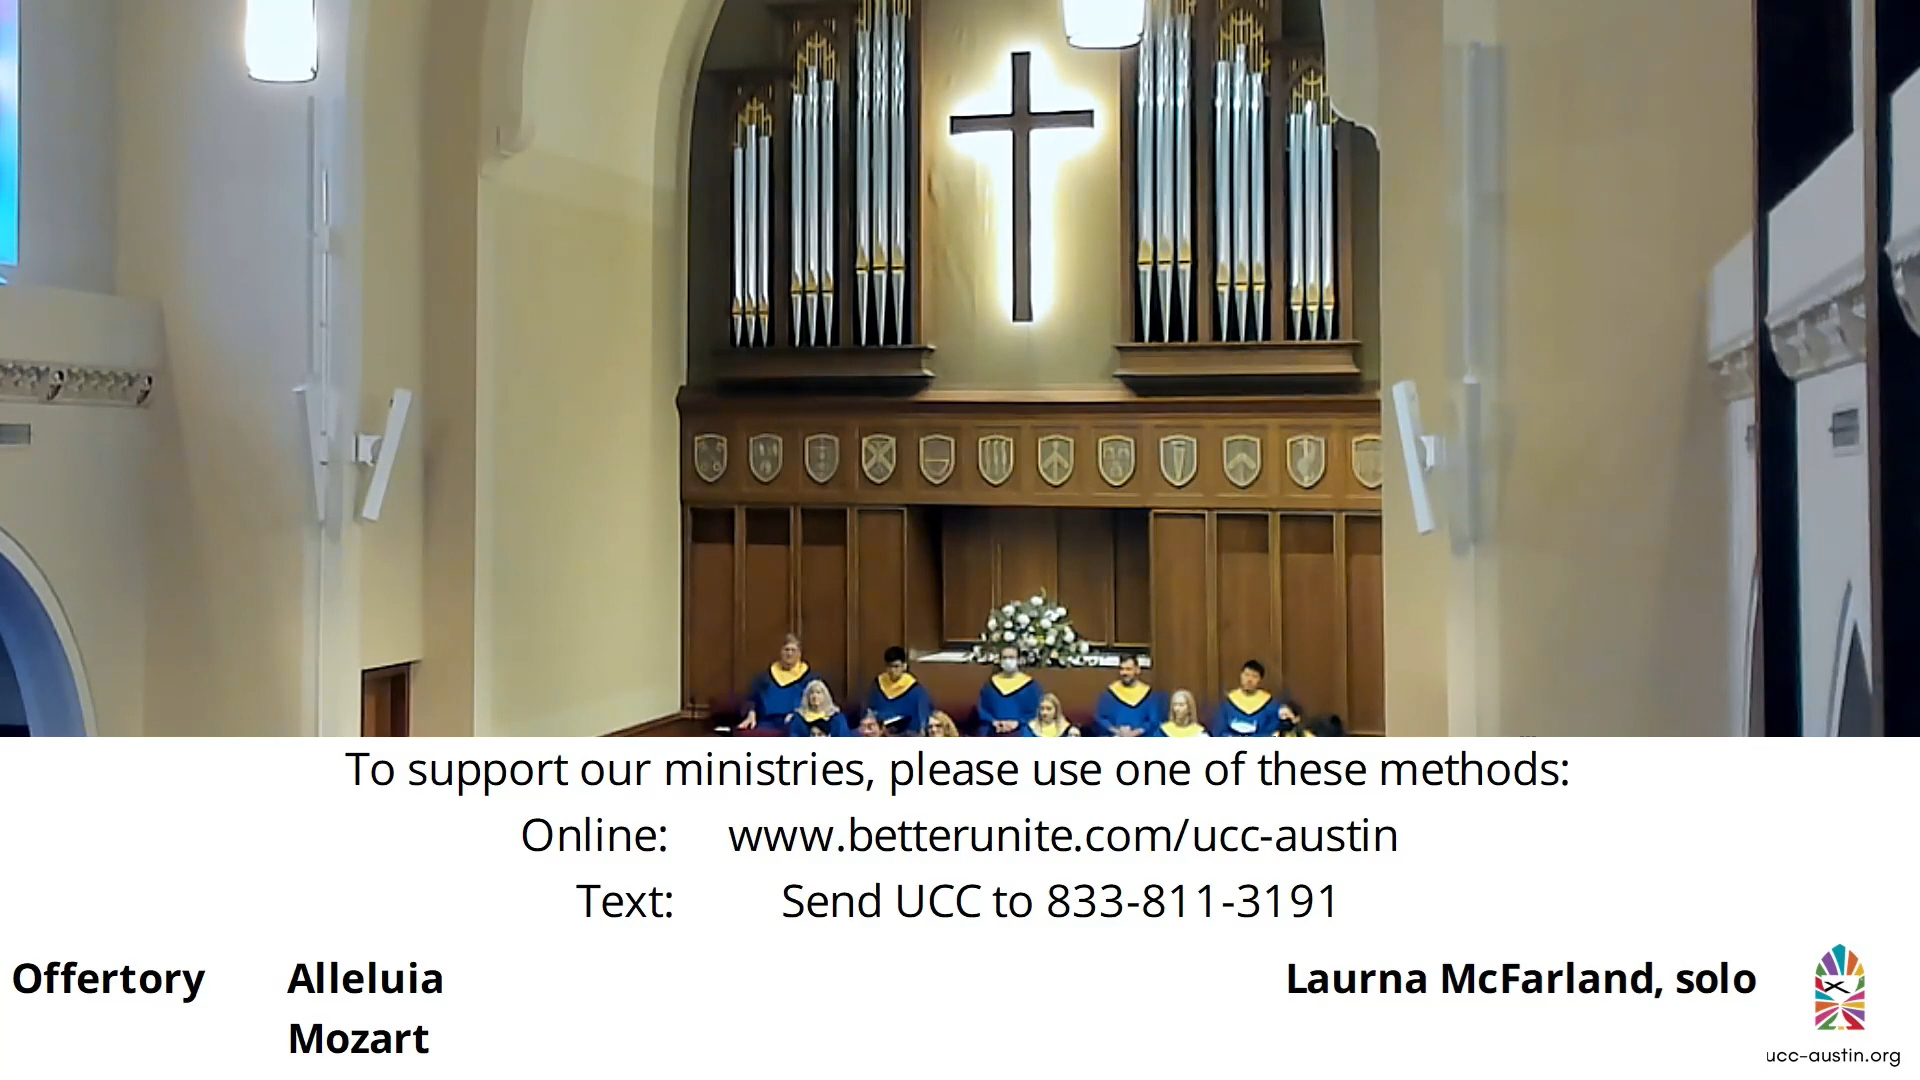 To support our ministries, please use one of these methods:
Online: www.betterunite.com/ucc-austin
Text: Send UCC to 833-811-3191
Offertory Alleluia Laurna McFarland, solo
Mozart
ucc-austin.org